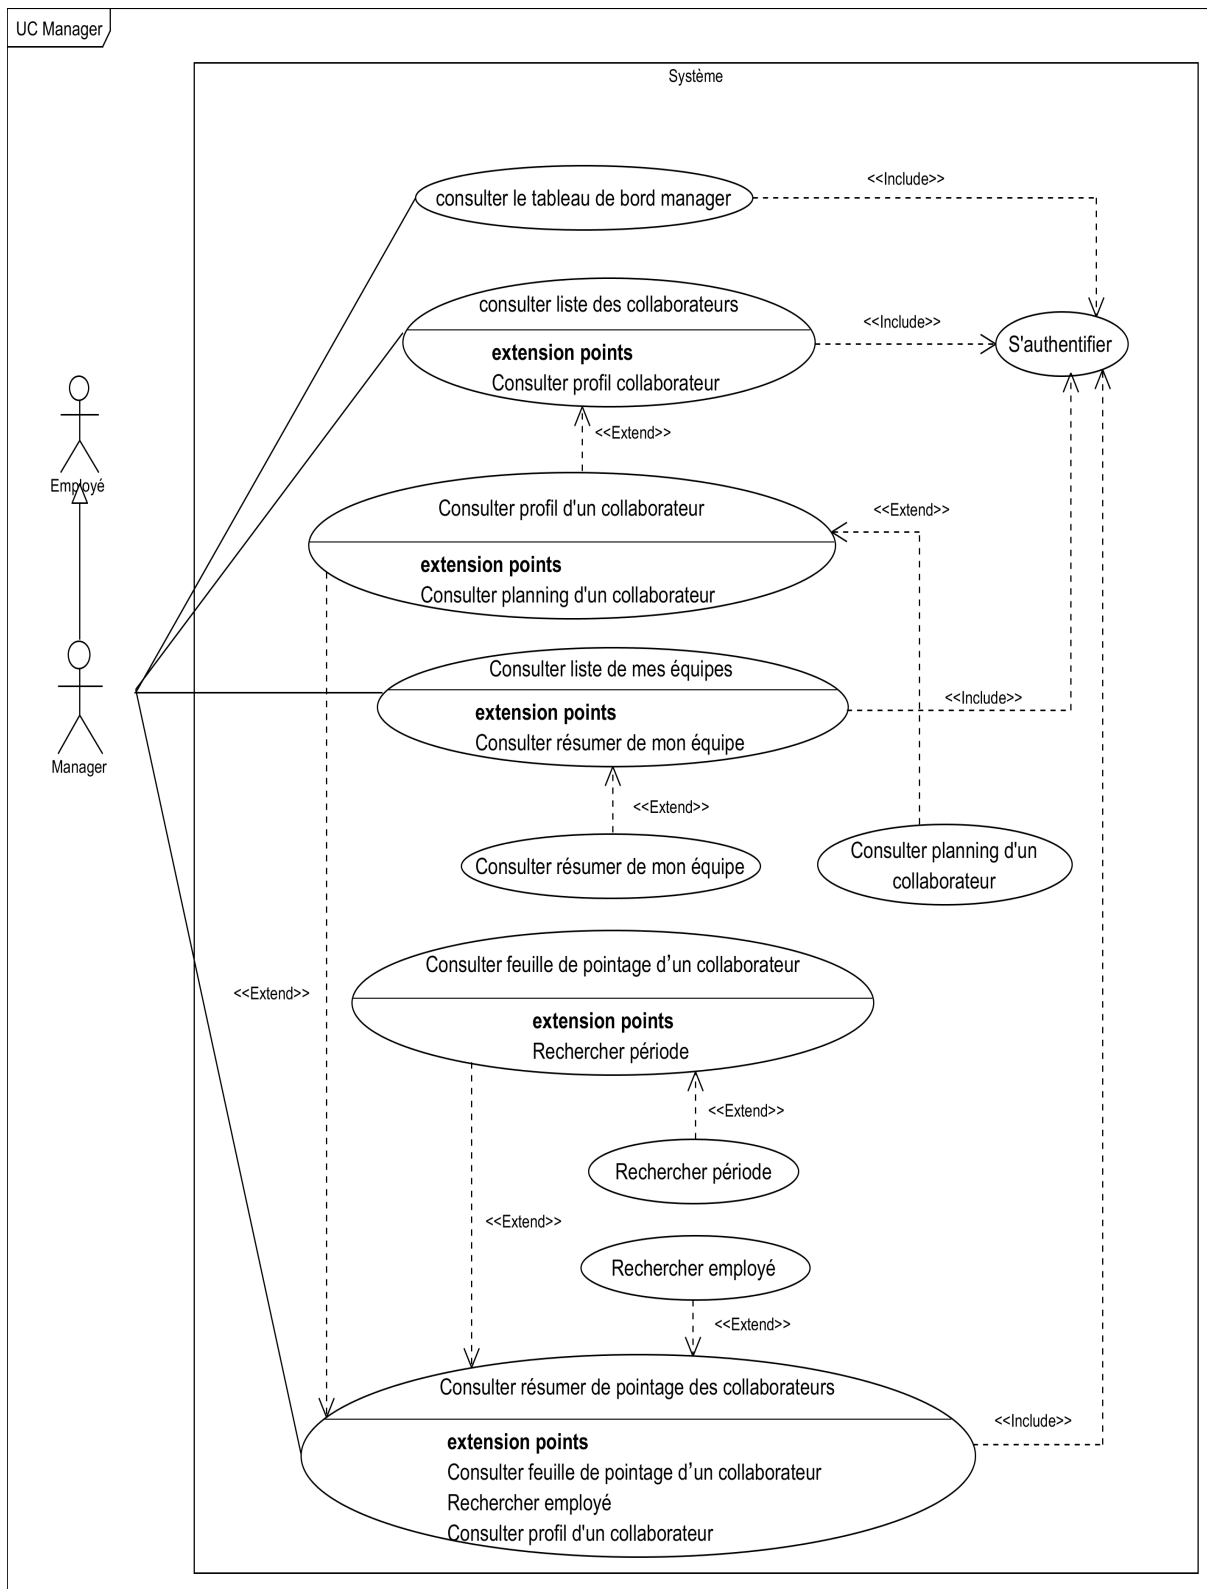 UC Manager
Système
consulter le tableau de bord manager
<<Include>>
consulter liste des collaborateurs
extension points
Consulter profil collaborateur
<<Include>>
S'authentifier
<<Extend>>
Employé
Consulter profil d'un collaborateur
extension points
Consulter planning d'un collaborateur
<<Extend>>
Manager
Consulter liste de mes équipes
extension points
Consulter résumer de mon équipe
<<Include>>
<<Extend>>
Consulter résumer de mon équipe
Consulter planning d'un
collaborateur
Consulter feuille de pointage d’un collaborateur
extension points
Rechercher période
<<Extend>>
<<Extend>>
Rechercher période
<<Extend>>
Rechercher employé
<<Extend>>
Consulter résumer de pointage des collaborateurs
extension points
Consulter feuille de pointage d’un collaborateur
Rechercher employé
Consulter profil d'un collaborateur
<<Include>>